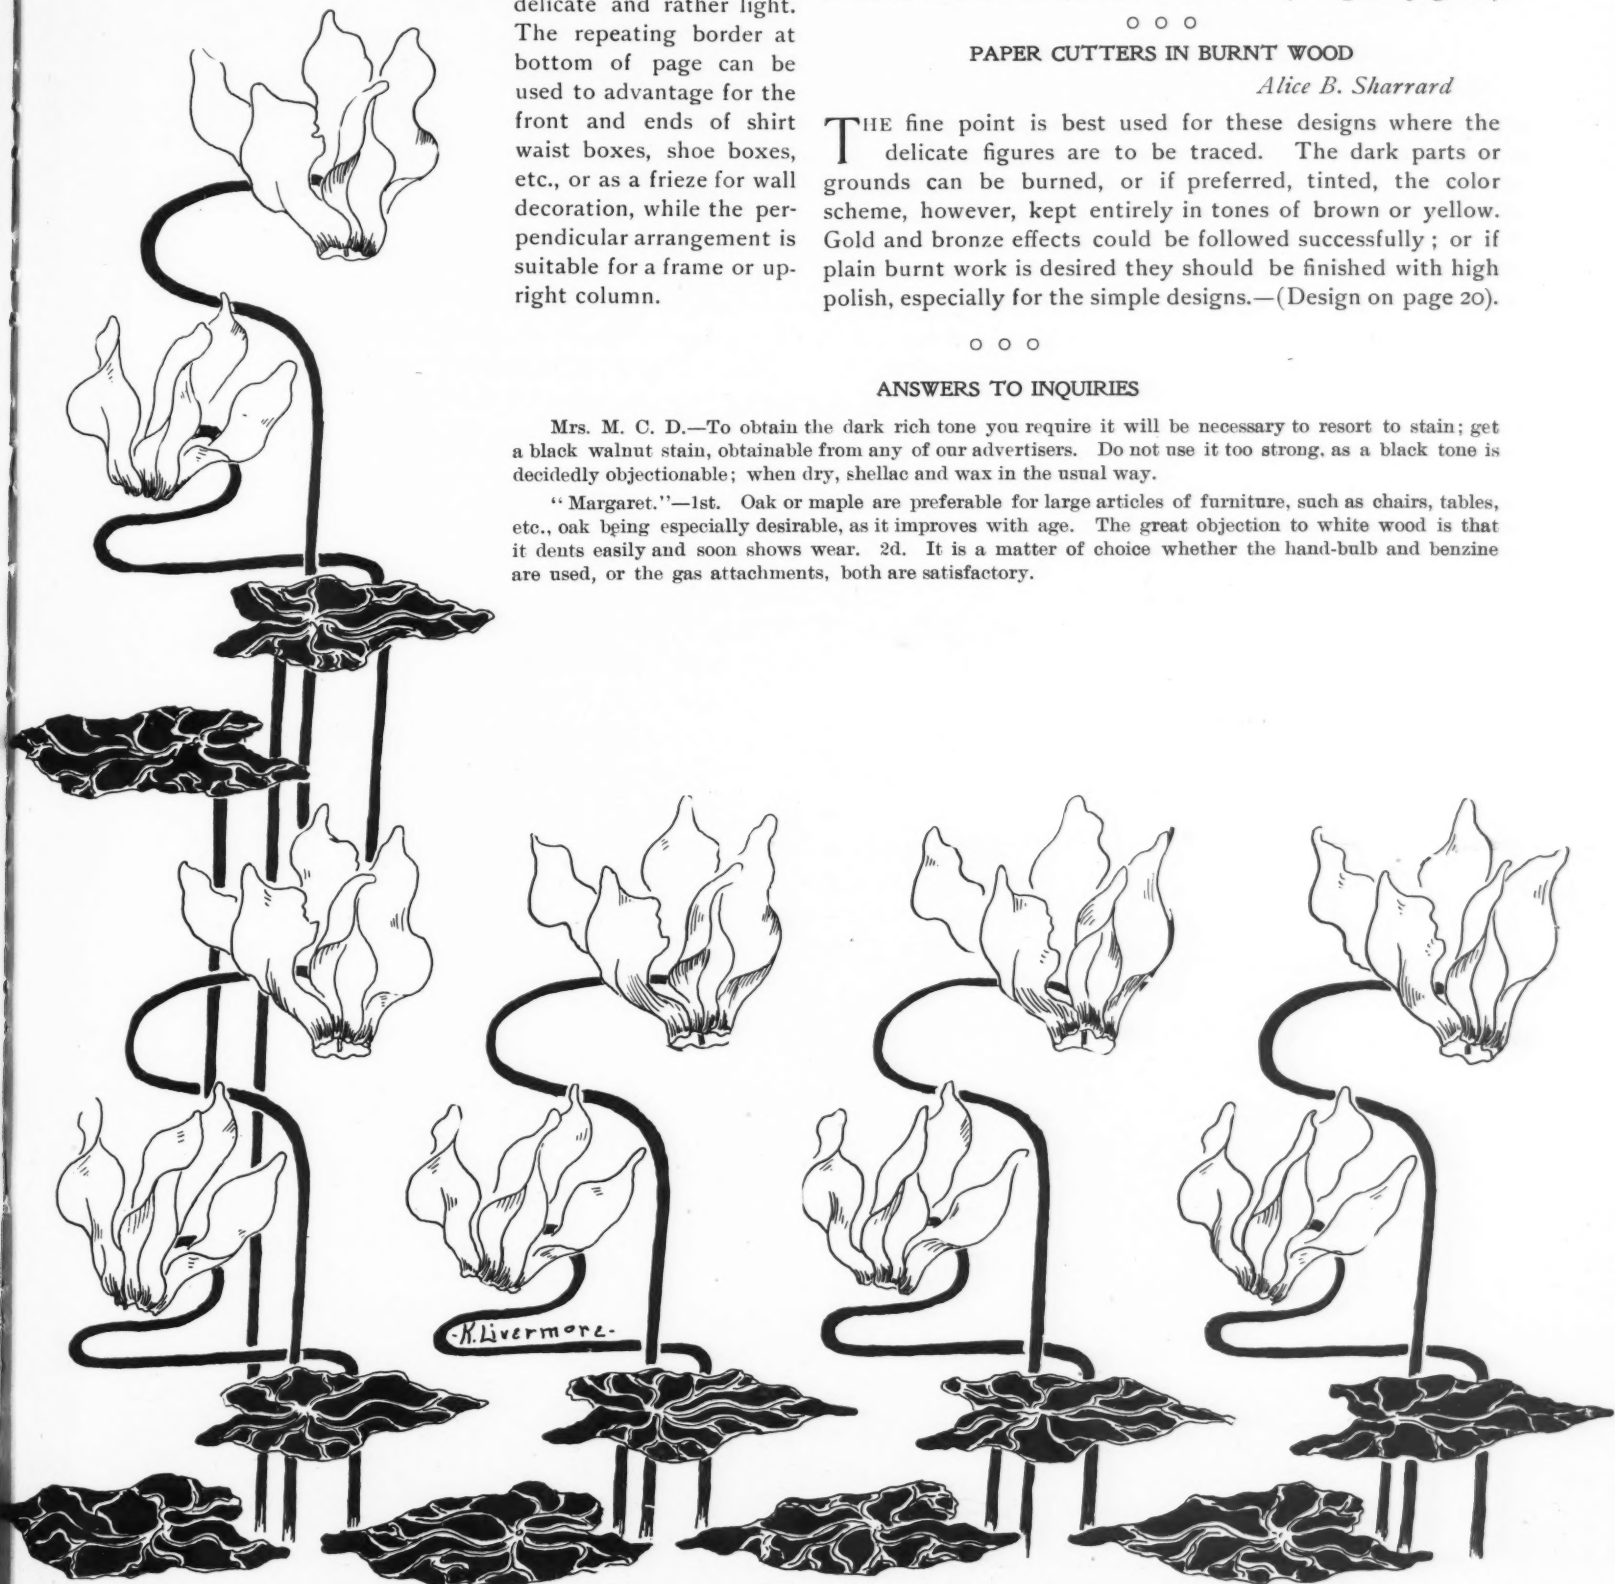 delicate and rather light.
The repeating border at
bottom of page can be
used to advantage for the
front and ends of shirt
waist boxes, shoe boxes,
etc., or as a frieze for wall
decoration, while the per-
pendicular arrangement is
suitable for a frame or up-
right column.
o o o
PAPER CUTTERS IN BURNT WOOD
Alice B. Sharrard
THE fine point is best used for these designs where the
delicate figures are to be traced. The dark parts or
grounds can be burned, or if preferred, tinted, the color
scheme, however, kept entirely in tones of brown or yellow.
Gold and bronze effects could be followed successfully; or if
plain burnt work is desired they should be finished with high
polish, especially for the simple designs.—(Design on page 20).
o o o
ANSWERS TO INQUIRIES
Mrs. M. C. D.—To obtain the dark rich tone you require it will be necessary to resort to stain; get
a black walnut stain, obtainable from any of our advertisers. Do not use it too strong, as a black tone is
decidedly objectionable; when dry, shellac and wax in the usual way.
"Margaret."—1st. Oak or maple are preferable for large articles of furniture, such as chairs, tables,
etc., oak being especially desirable, as it improves with age. The great objection to white wood is that
it dents easily and soon shows wear. 2d. It is a matter of choice whether the hand-bulb and benzine
are used, or the gas attachments, both are satisfactory.
-K. Livermore-